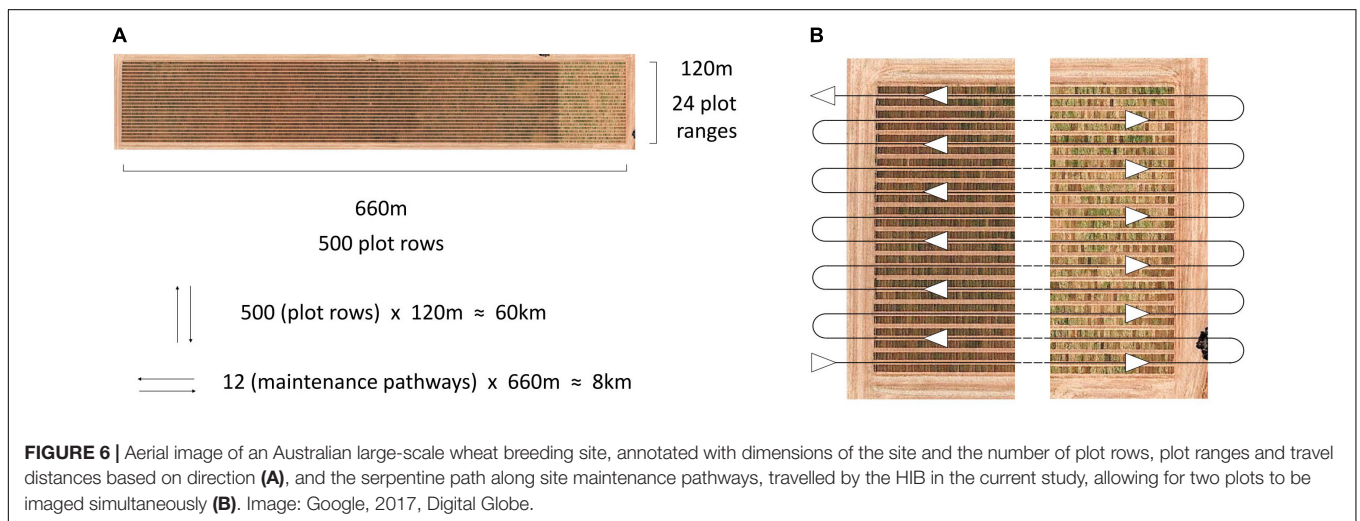 A
120m
24 plot
ranges
660m
500 plot rows
500 (plot rows) x 120m ≈ 60km
12 (maintenance pathways) x 660m ≈ 8km
B
FIGURE 6 | Aerial image of an Australian large-scale wheat breeding site, annotated with dimensions of the site and the number of plot rows, plot ranges and travel
distances based on direction (A), and the serpentine path along site maintenance pathways, travelled by the HIB in the current study, allowing for two plots to be
imaged simultaneously (B). Image: Google, 2017, Digital Globe.